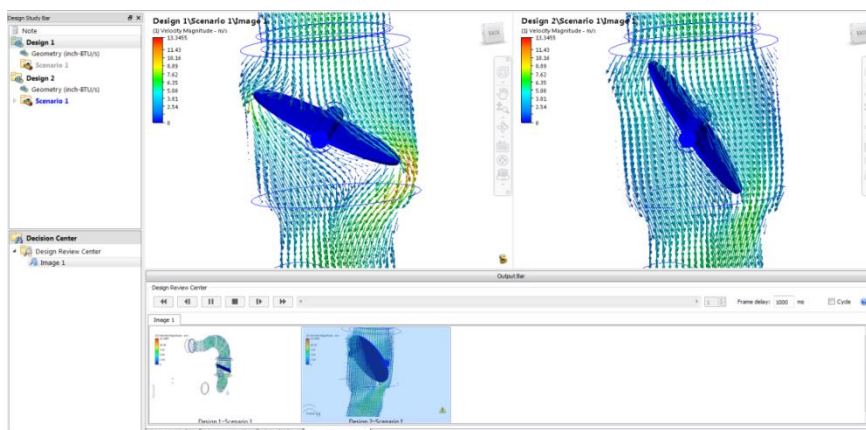 Design Study Bar
Note
Design 1
Geometry (inch-BTU/s)
Scenario 1
Design 2
Geometry (inch-BTU/s)
Scenario 1
Decision Center
Design Review Center
Image 1
Design 1\Scenario 1\Image 1
(1) Velocity Magnitude - m/s
13.3455
11.43
10.16
8.89
7.62
6.35
5.08
3.81
2.54
0
Design 2\Scenario 1\Image 1
(1) Velocity Magnitude - m/s
13.3455
11.43
10.16
8.89
7.62
6.35
5.08
3.81
2.54
0
Output Bar
Design Review Center
1
Frame delay: 1000 ms
Cycle
Image 1
Design 1::Scenario 1
Design 2::Scenario 1